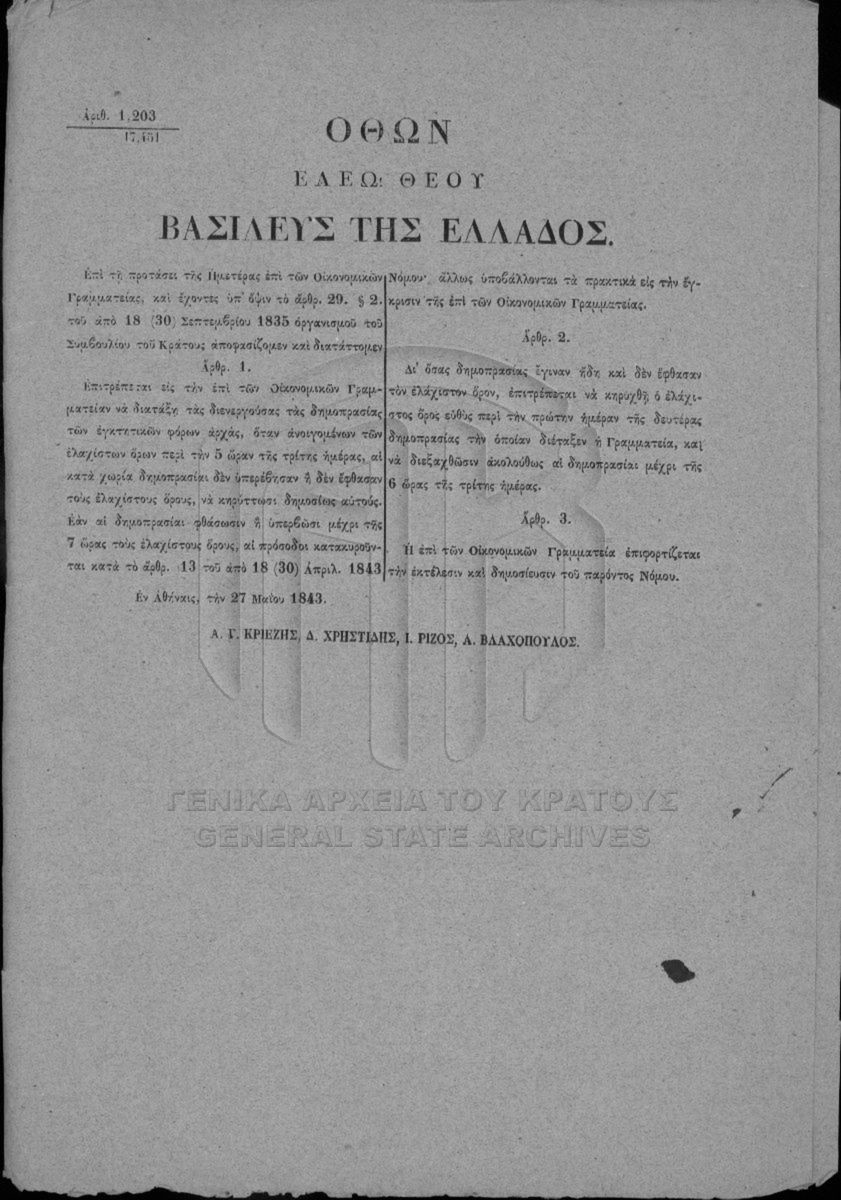 Ἀριθ. 1,203
17,451
ΟΘΩΝ
ΕΛΕΩι ΘΕΟΥ
ΒΑΣΙΛΕΥΣ ΤΗΣ ΕΛΛΑΔΟΣ.
Ἐπὶ τῇ προτάσει τῆς Ἡμετέρας ἐπὶ τῶν Οἰκονομικῶν
Γραμματείας, καὶ ἔχοντες ὑπ' ὄψιν τὸ ἄρθρ. 29. § 2.
τοῦ ἀπὸ 18 (30) Σεπτεμβρίου 1835 ὀργανισμοῦ τοῦ
Συμβουλίου τοῦ Κράτους ἀποφασίζομεν καὶ διατάττομεν
Ἄρθρ. 1.
Ἐπιτρέπεται εἰς τὴν ἐπὶ τῶν Οἰκονομικῶν Γραμ-
ματείαν νὰ διατάξῃ τὰς διενεργούσας τὰς δημοπρασίας
τῶν ἐγκτητικῶν φόρων ἀρχὰς, ὅταν ἀνοιγομένων τῶν
ἐλαχίστων ὅρων περὶ τὴν 5 ὥραν τῆς τρίτης ἡμέρας, αἱ
κατὰ χωρία δημοπρασίαι δὲν ὑπερέβησαν ἢ δὲν ἔφθασαν
τοὺς ἐλαχίστους ὅρους, νὰ κηρύττωσι δημοσίως αὐτούς.
Ἐὰν αἱ δημοπρασίαι φθάσωσιν ἢ ὑπερβῶσι μέχρι τῆς
7 ὥρας τοὺς ἐλαχίστους ὅρους, αἱ πρόσοδοι κατακυροῦν-
ται κατὰ τὸ ἄρθρ. 13 τοῦ ἀπὸ 18 (30) Ἀπριλ. 1843
Νόμου· ἄλλως ὑποβάλλονται τὰ πρακτικὰ εἰς τὴν ἔγ-
κρισιν τῆς ἐπὶ τῶν Οἰκονομικῶν Γραμματείας.
Ἄρθρ. 2.
Δι' ὅσας δημοπρασίας ἔγιναν ἤδη καὶ δὲν ἔφθασαν
τὸν ἐλάχιστον ὅρον, ἐπιτρέπεται νὰ κηρυχθῇ ὁ ἐλάχι-
στος ὅρος εὐθὺς περὶ τὴν πρώτην ἡμέραν τῆς δευτέρας
δημοπρασίας τὴν ὁποίαν διέταξεν ἡ Γραμματεία, καὶ
νὰ διεξαχθῶσιν ἀκολούθως αἱ δημοπρασίαι μέχρι τῆς
6 ὥρας τῆς τρίτης ἡμέρας.
Ἄρθρ. 3.
Ἡ ἐπὶ τῶν Οἰκονομικῶν Γραμματεία ἐπιφορτίζεται
τὴν ἐκτέλεσιν καὶ δημοσίευσιν τοῦ παρόντος Νόμου.
Ἐν Ἀθήναις, τὴν 27 Μαΐου 1843.
Α. Γ. ΚΡΙΕΖΗΣ, Δ. ΧΡΗΣΤΙΔΗΣ, Ι. ΡΙΖΟΣ, Α. ΒΛΑΧΟΠΟΥΛΟΣ.
ΓΕΝΙΚΑ ΑΡΧΕΙΑ ΤΟΥ ΚΡΑΤΟΥΣ
GENERAL STATE ARCHIVES